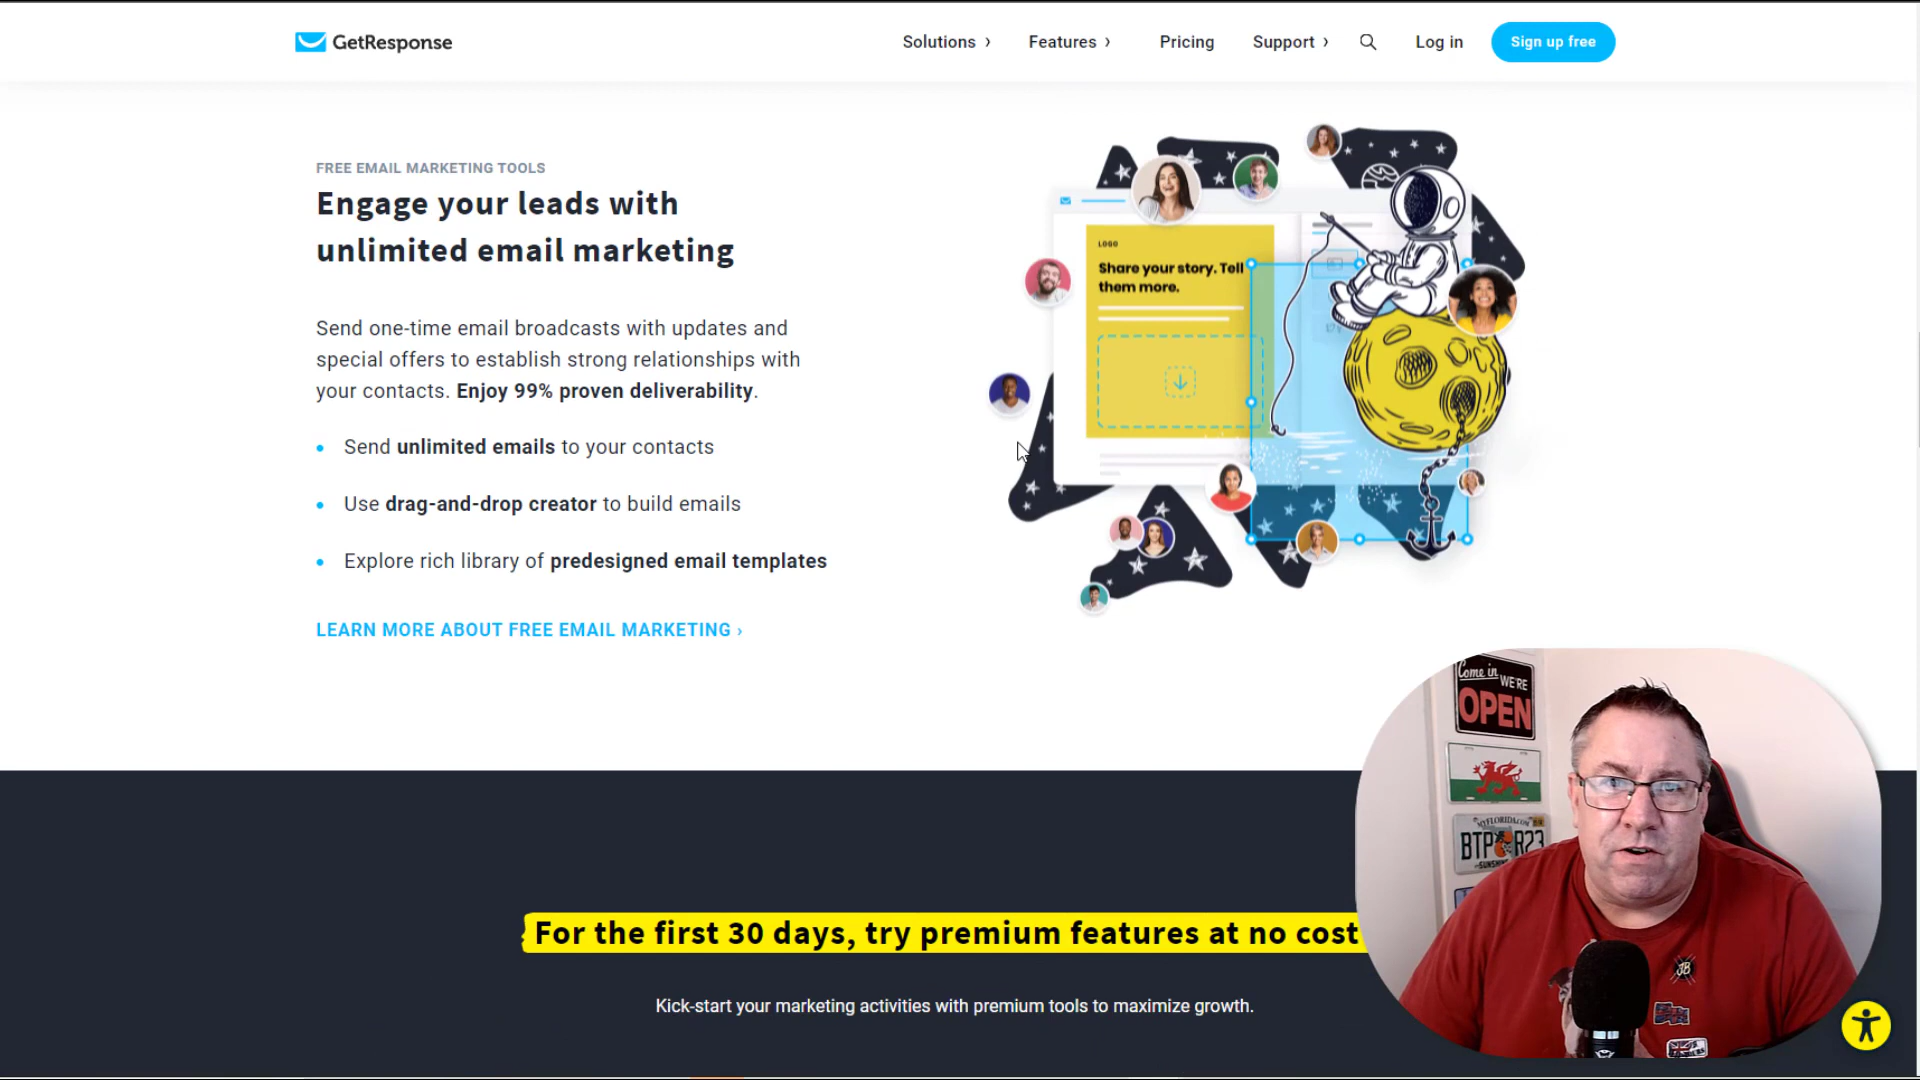 GetResponse
Solutions ›
Features ›
Pricing
Support ›
Log in
Sign up free
FREE EMAIL MARKETING TOOLS
Engage your leads with
unlimited email marketing
Send one-time email broadcasts with updates and
special offers to establish strong relationships with
your contacts. Enjoy 99% proven deliverability.
Send unlimited emails to your contacts
Use drag-and-drop creator to build emails
Explore rich library of predesigned email templates
LEARN MORE ABOUT FREE EMAIL MARKETING ›
LOGO
Share your story. Tell
them more.
Come in
WE'RE
OPEN
MYFLORIDA.COM
BTP R23
For the first 30 days, try premium features at no cost
Kick-start your marketing activities with premium tools to maximize growth.
JB